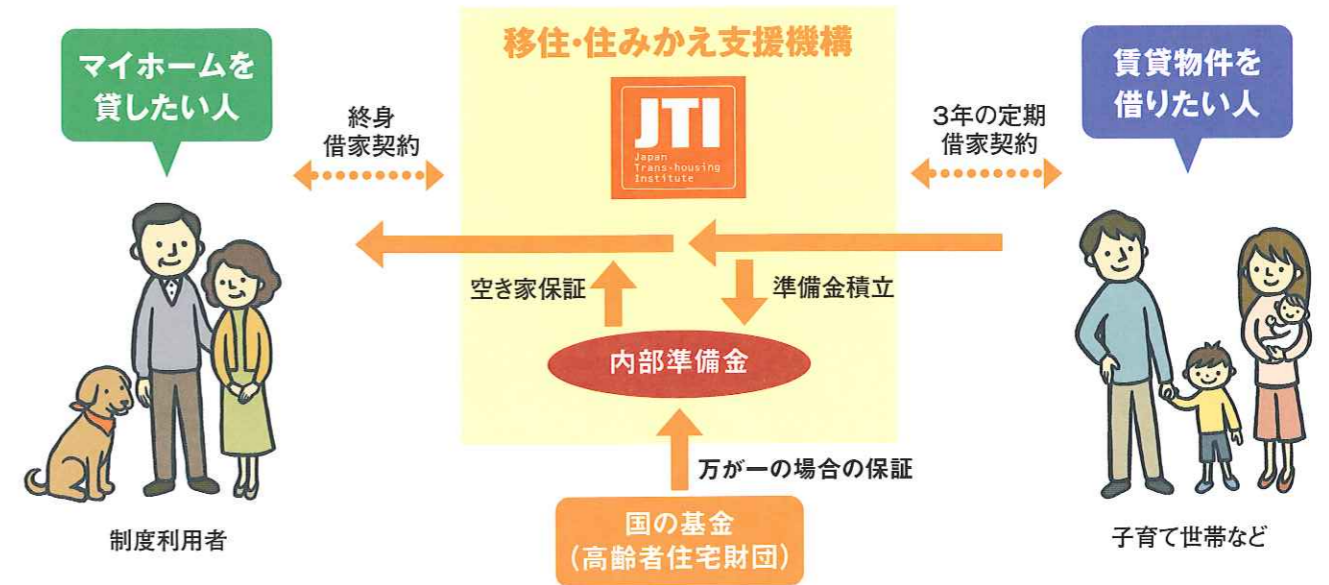 移住・住みかえ支援機構
JTI
Japan
Trans-housing
Institute
マイホームを
貸したい人
終身
借家契約
3年の定期
借家契約
賃貸物件を
借りたい人
空き家保証
準備金積立
内部準備金
万が一の場合の保証
国の基金
(高齢者住宅財団)
制度利用者
子育て世帯など